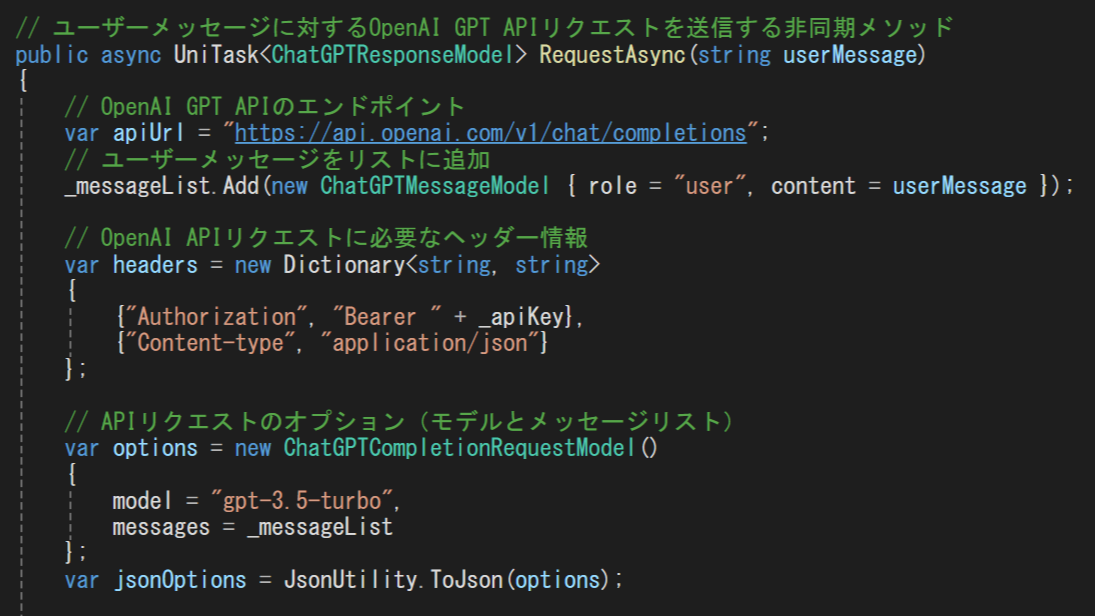 // ユーザーメッセージに対するOpenAI GPT APIリクエストを送信する非同期メソッド
public async UniTask<ChatGPTResponseModel> RequestAsync(string userMessage)
{
// OpenAI GPT APIのエンドポイント
var apiUrl = "https://api.openai.com/v1/chat/completions";
// ユーザーメッセージをリストに追加
_messageList.Add(new ChatGPTMessageModel { role = "user", content = userMessage });
// OpenAI APIリクエストに必要なヘッダー情報
var headers = new Dictionary<string, string>
{
{"Authorization", "Bearer " + _apiKey},
{"Content-type", "application/json"}
};
// APIリクエストのオプション（モデルとメッセージリスト）
var options = new ChatGPTCompletionRequestModel()
{
model = "gpt-3.5-turbo",
messages = _messageList
};
var jsonOptions = JsonUtility.ToJson(options);